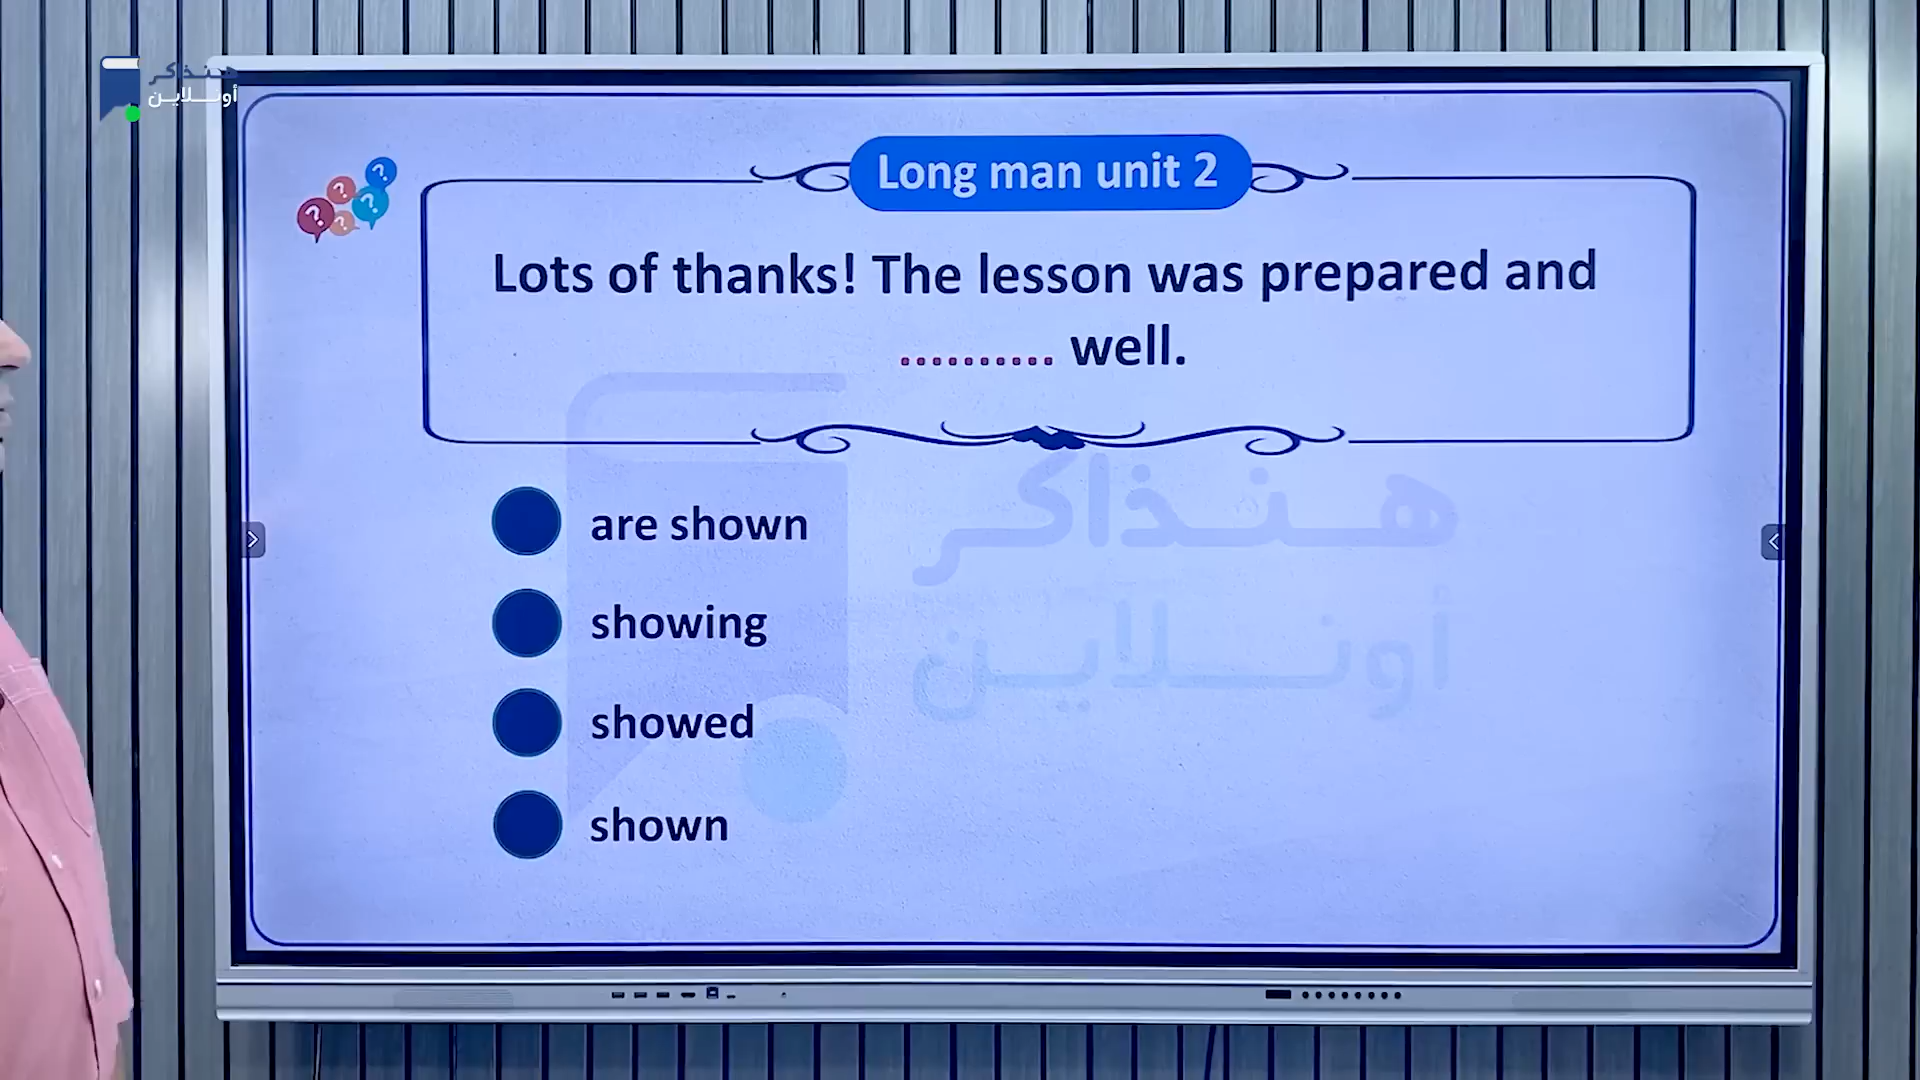 هنذاكر
أونلاين
Long man unit 2
Lots of thanks! The lesson was prepared and
.......... well.
are shown
showing
showed
shown
هنذاكر
أونلاين